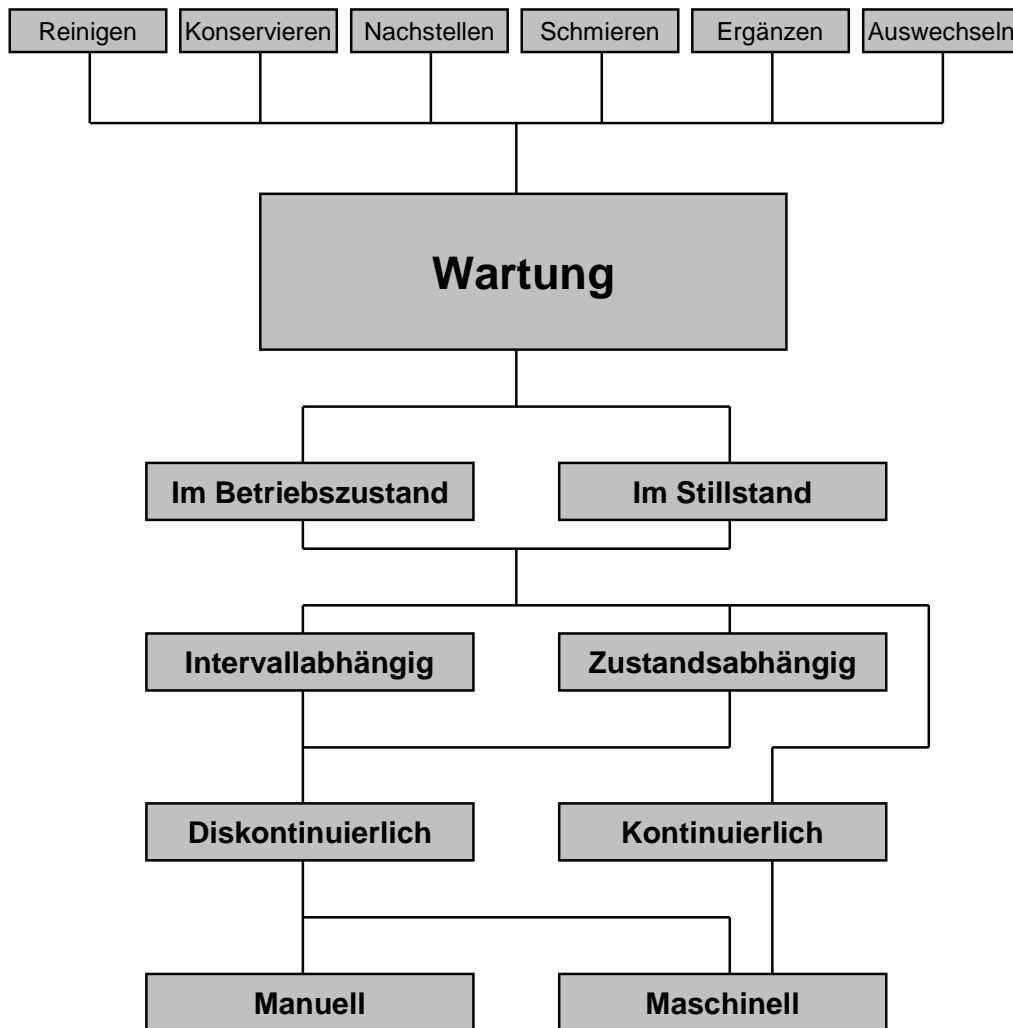 Reinigen
Konservieren
Nachstellen
Schmieren
Ergänzen
Auswechseln
Wartung
Im Betriebszustand
Im Stillstand
Intervallabhängig
Zustandsabhängig
Diskontinuierlich
Kontinuierlich
Manuell
Maschinell